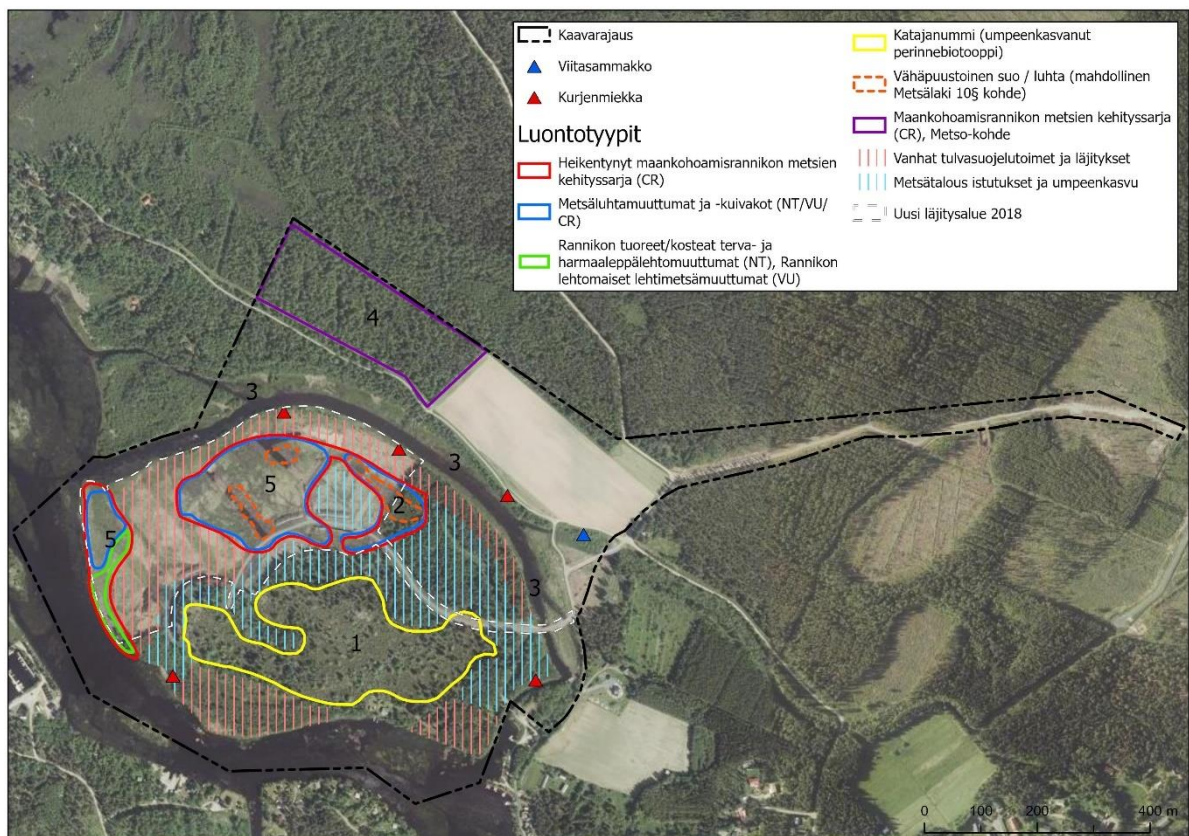 Kaavarajaus
Viitasammakko
Kurjenmiekka
Luontotyypit
Heikentynyt maankohoamisrannikon metsien
kehityssarja (CR)
Metsäluhtamuuttumat ja -kuivakot (NT/VU/
CR)
Rannikon tuoreet/kosteat terva- ja
harmaaleppälehtomuuttumat (NT), Rannikon
lehtomaiset lehtimetsämuuttumat (VU)
Katajanummi (umpeenkasvanut
perinnebiotooppi)
Vähäpuustoinen suo / luhta (mahdollinen
Metsälaki 10§ kohde)
Maankohoamisrannikon metsien kehityssarja
(CR), Metso-kohde
Vanhat tulvasuojelutoimet ja läjitykset
Metsätalous istutukset ja umpeenkasvu
Uusi läjitysalue 2018
4
3
3
5
2
5
3
1
0 100 200 400 m